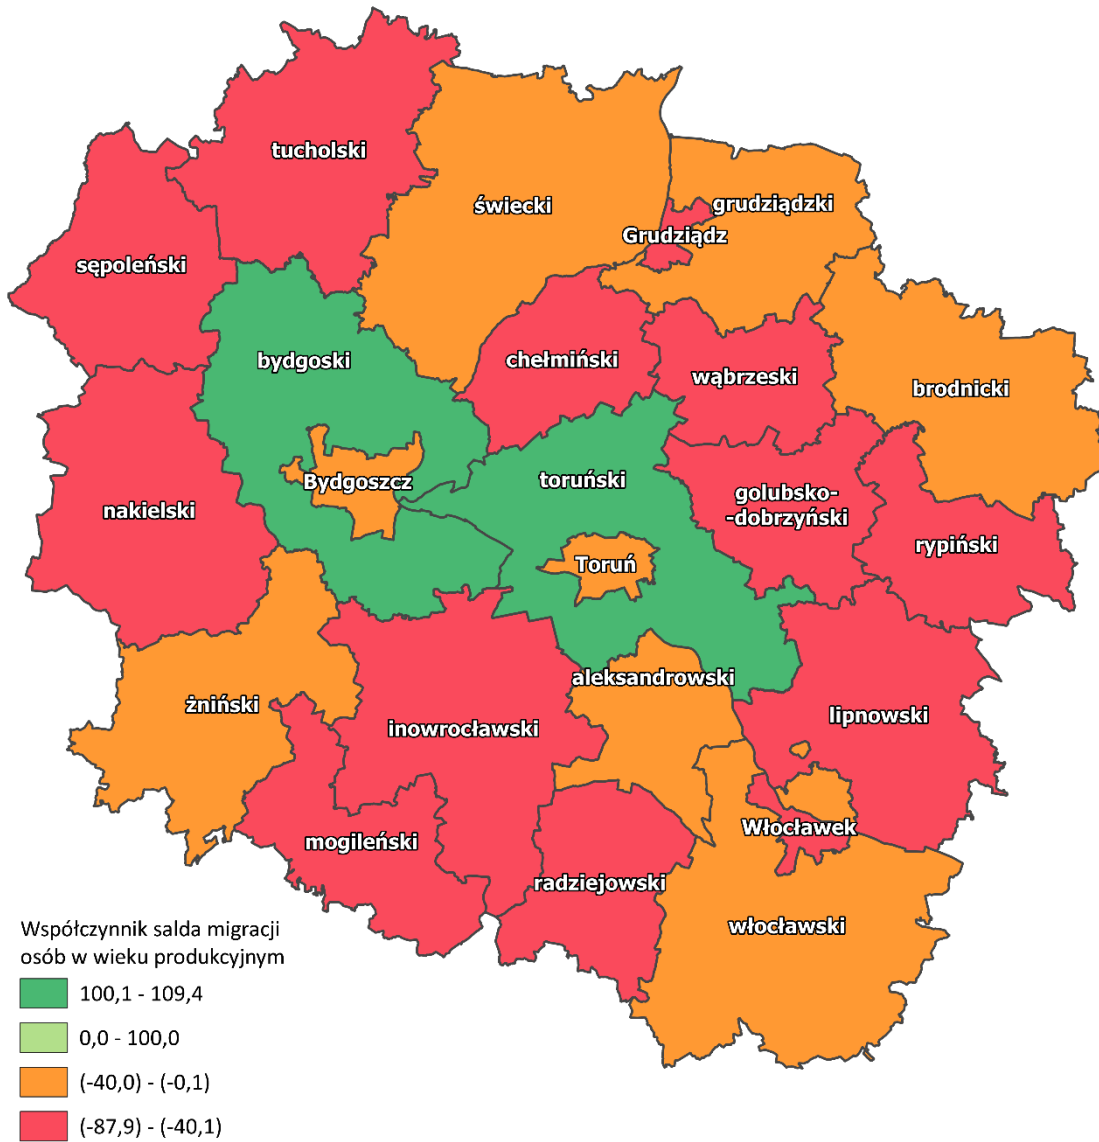 tucholski
świecki
grudziądzki
Grudziądz
sępoleński
bydgoski
chełmiński
wąbrzeski
brodnicki
Bydgoszcz
toruński
golubsko-
-dobrzyński
nakielski
rypiński
Toruń
aleksandrowski
żniński
lipnowski
inowrocławski
Włocławek
mogileński
radziejowski
włocławski
Współczynnik salda migracji
osób w wieku produkcyjnym
100,1 - 109,4
0,0 - 100,0
(-40,0) - (-0,1)
(-87,9) - (-40,1)